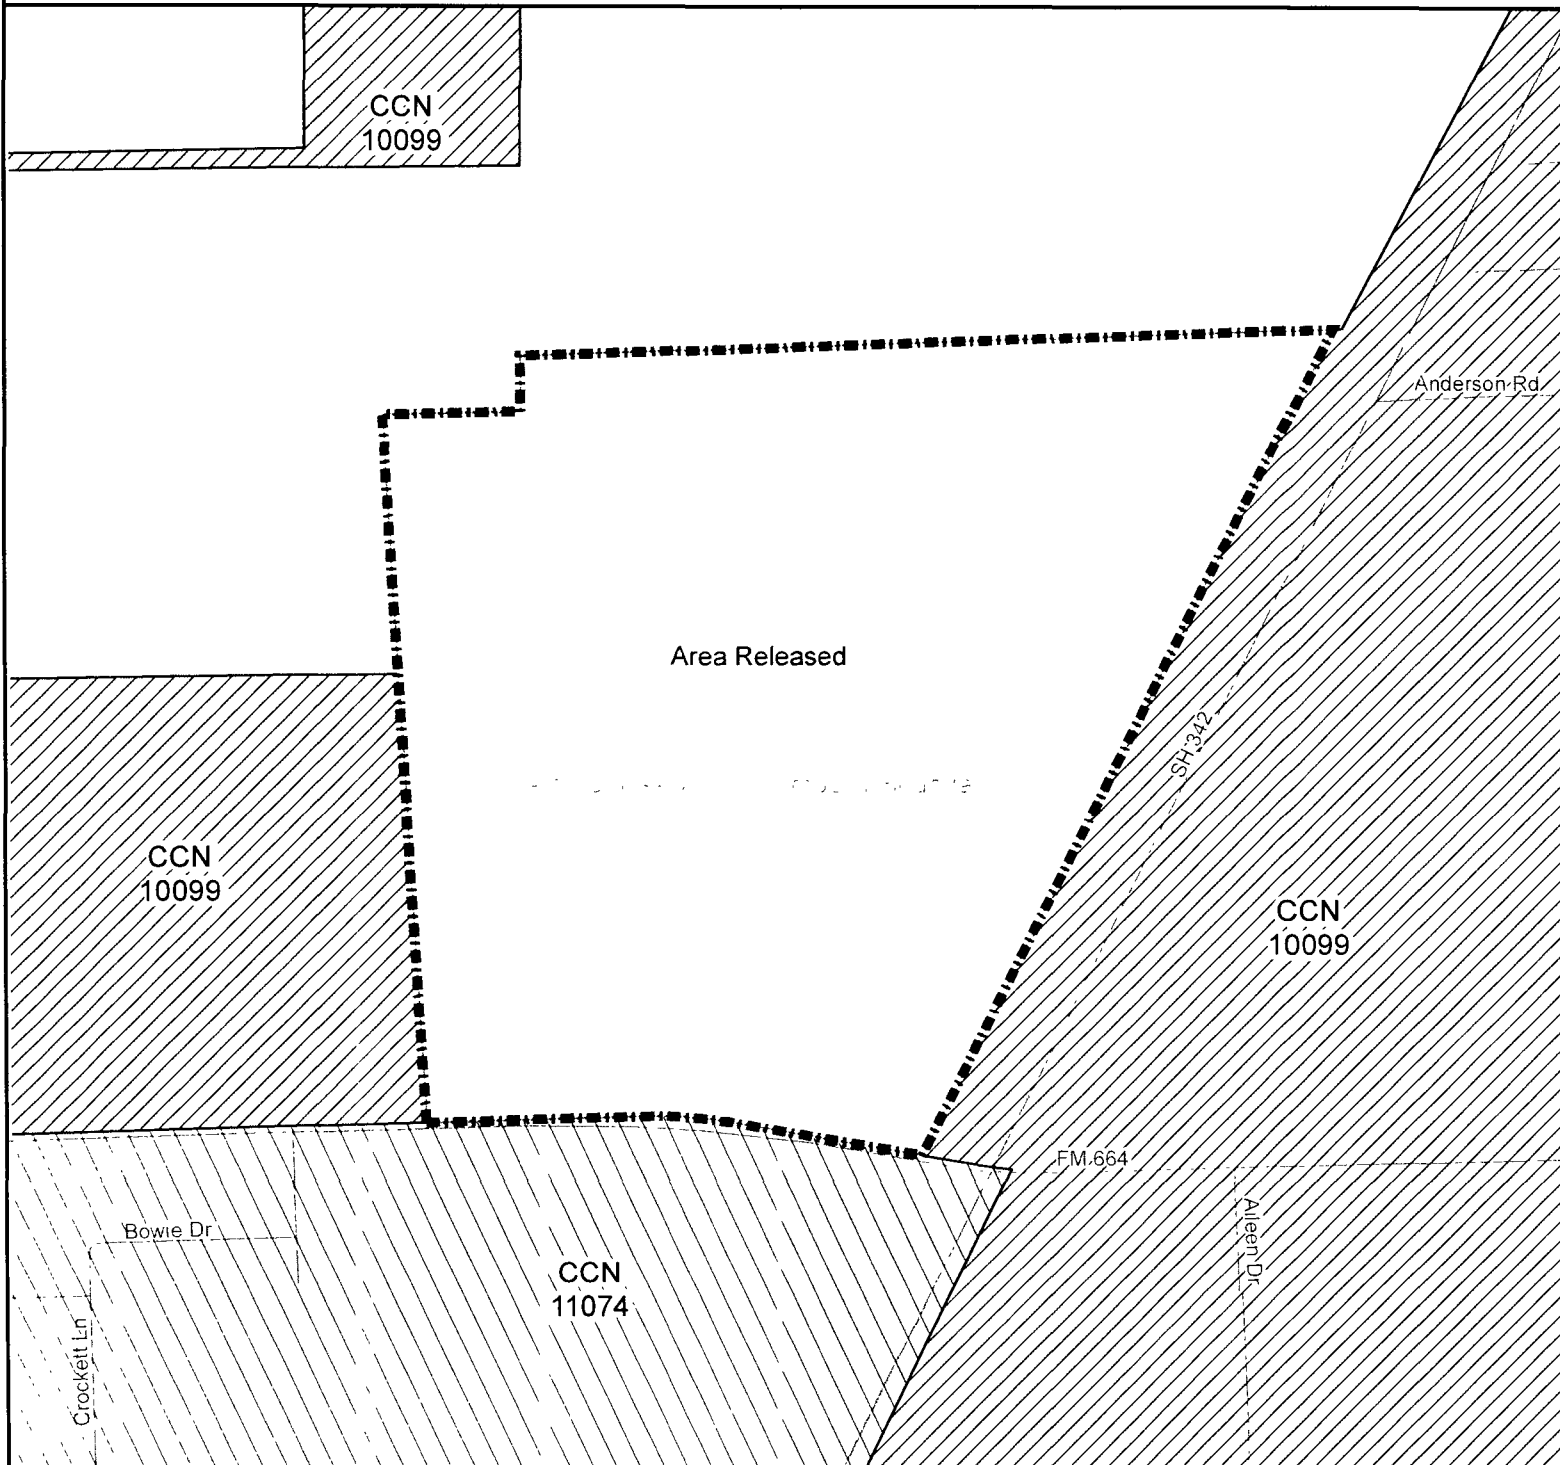 CCN
10099
Anderson Rd
Area Released
SH 342
CCN
10099
CCN
10099
FM 664
Bowie Dr
Aileen Dr
CCN
11074
Crockett Ln